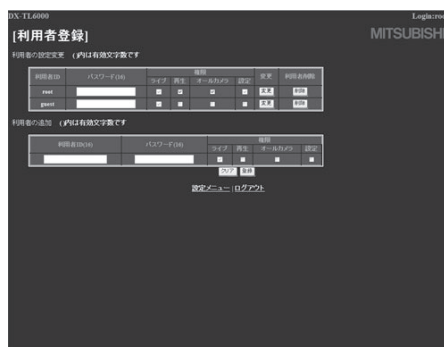 DX-TL6000 Login:roo
[利用者登録] MITSUBISHI
利用者の設定変更 ()内は有効文字数です
利用者ID パスワード(16) 権限 変更 利用者削除
ライブ 再生 オールカメラ 設定
root 変更 削除
guest 変更 削除
利用者の追加 ()内は有効文字数です
利用者ID(16) パスワード(16) 権限
ライブ 再生 オールカメラ 設定
クリア 登録
設定メニュー | ログアウト